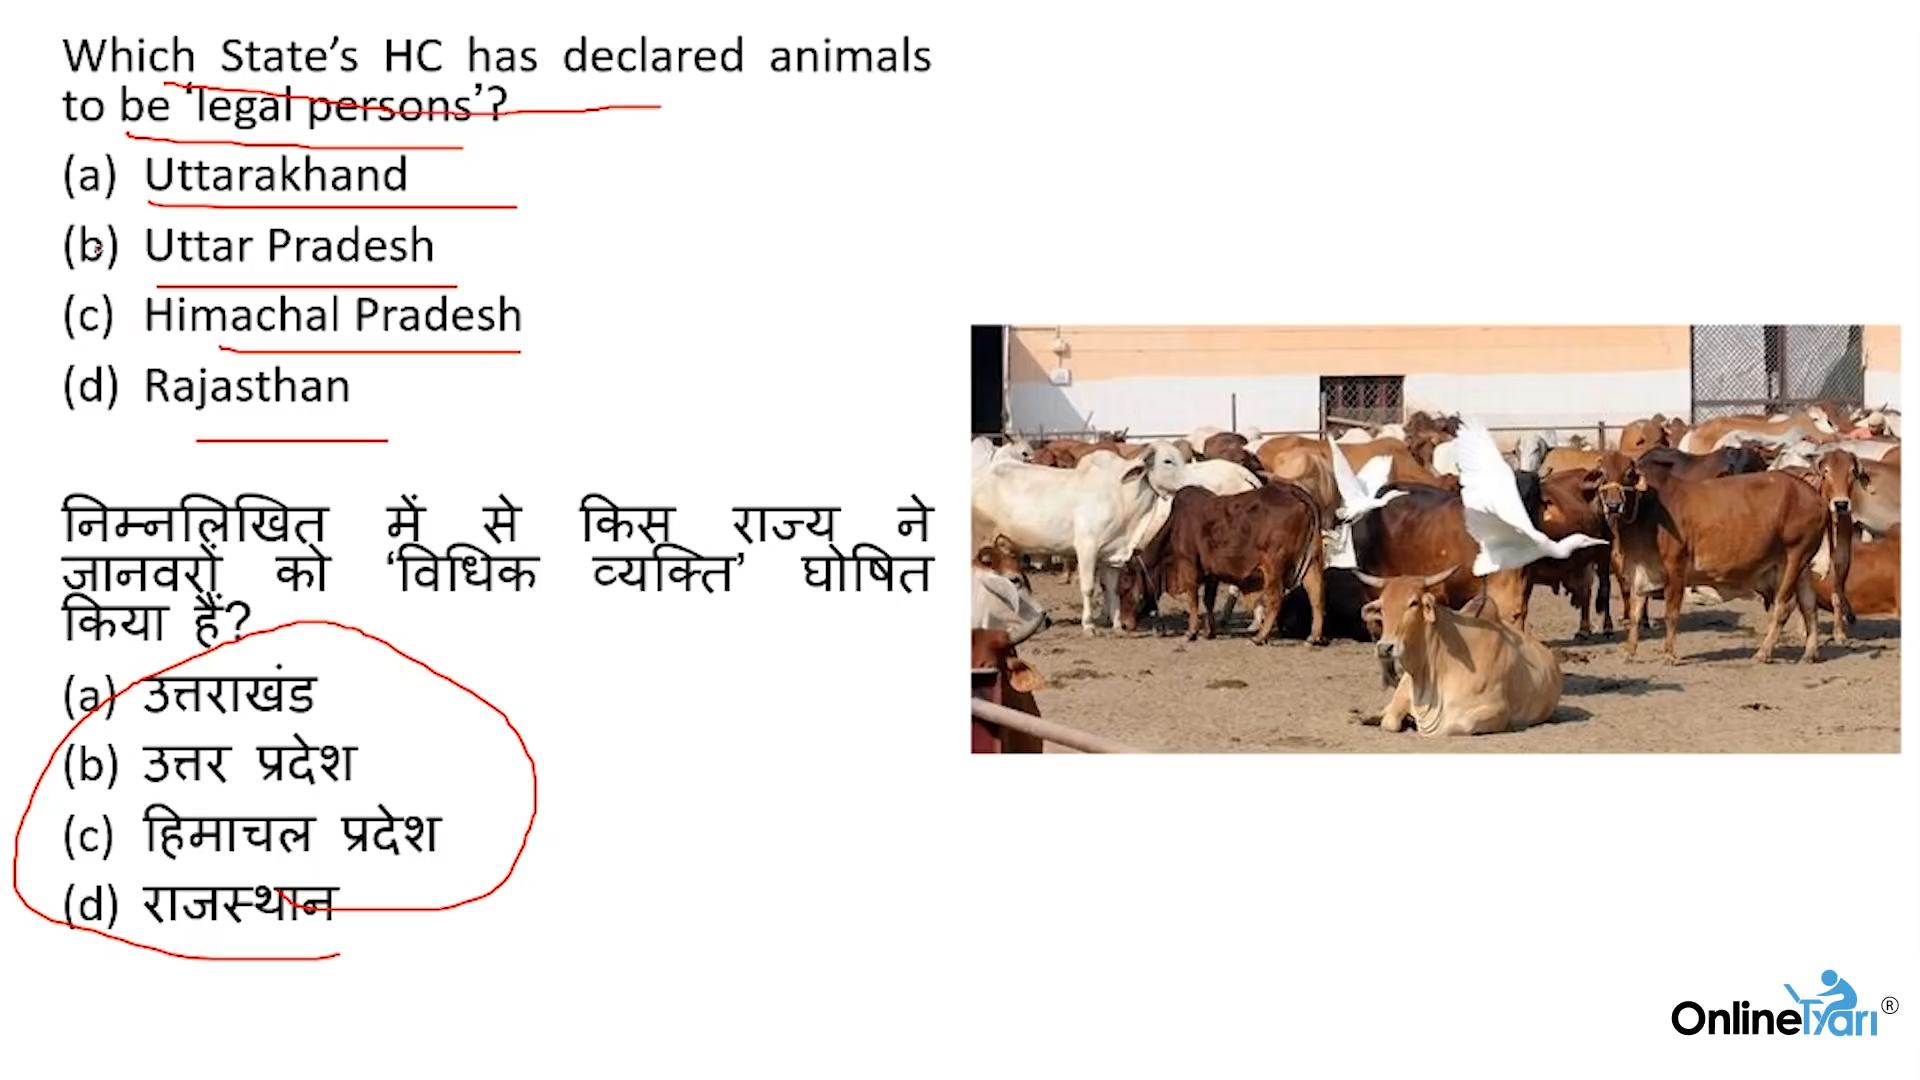 Which State’s HC has declared animals
to be ‘legal persons’?
(a) Uttarakhand
(b) Uttar Pradesh
(c) Himachal Pradesh
(d) Rajasthan
निम्नलिखित में से किस राज्य ने
जानवरों को ‘विधिक व्यक्ति’ घोषित
किया हैं?
(a) उत्तराखंड
(b) उत्तर प्रदेश
(c) हिमाचल प्रदेश
(d) राजस्थान
OnlineTyari®